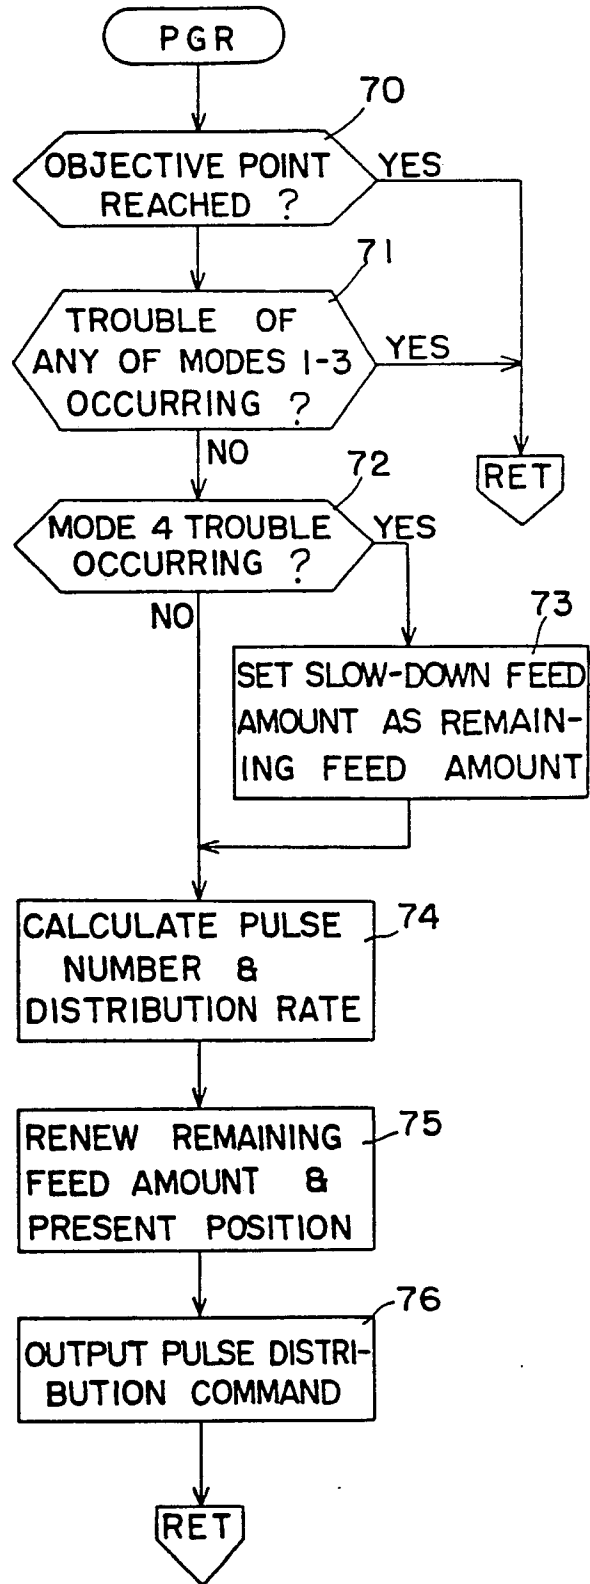 PGR
70
OBJECTIVE POINT
REACHED ?
YES
71
TROUBLE OF
ANY OF MODES 1-3
OCCURRING ?
YES
NO
RET
72
MODE 4 TROUBLE
OCCURRING ?
YES
NO
73
SET SLOW-DOWN FEED
AMOUNT AS REMAIN-
ING FEED AMOUNT
74
CALCULATE PULSE
NUMBER &
DISTRIBUTION RATE
75
RENEW REMAINING
FEED AMOUNT &
PRESENT POSITION
76
OUTPUT PULSE DISTRI-
BUTION COMMAND
RET